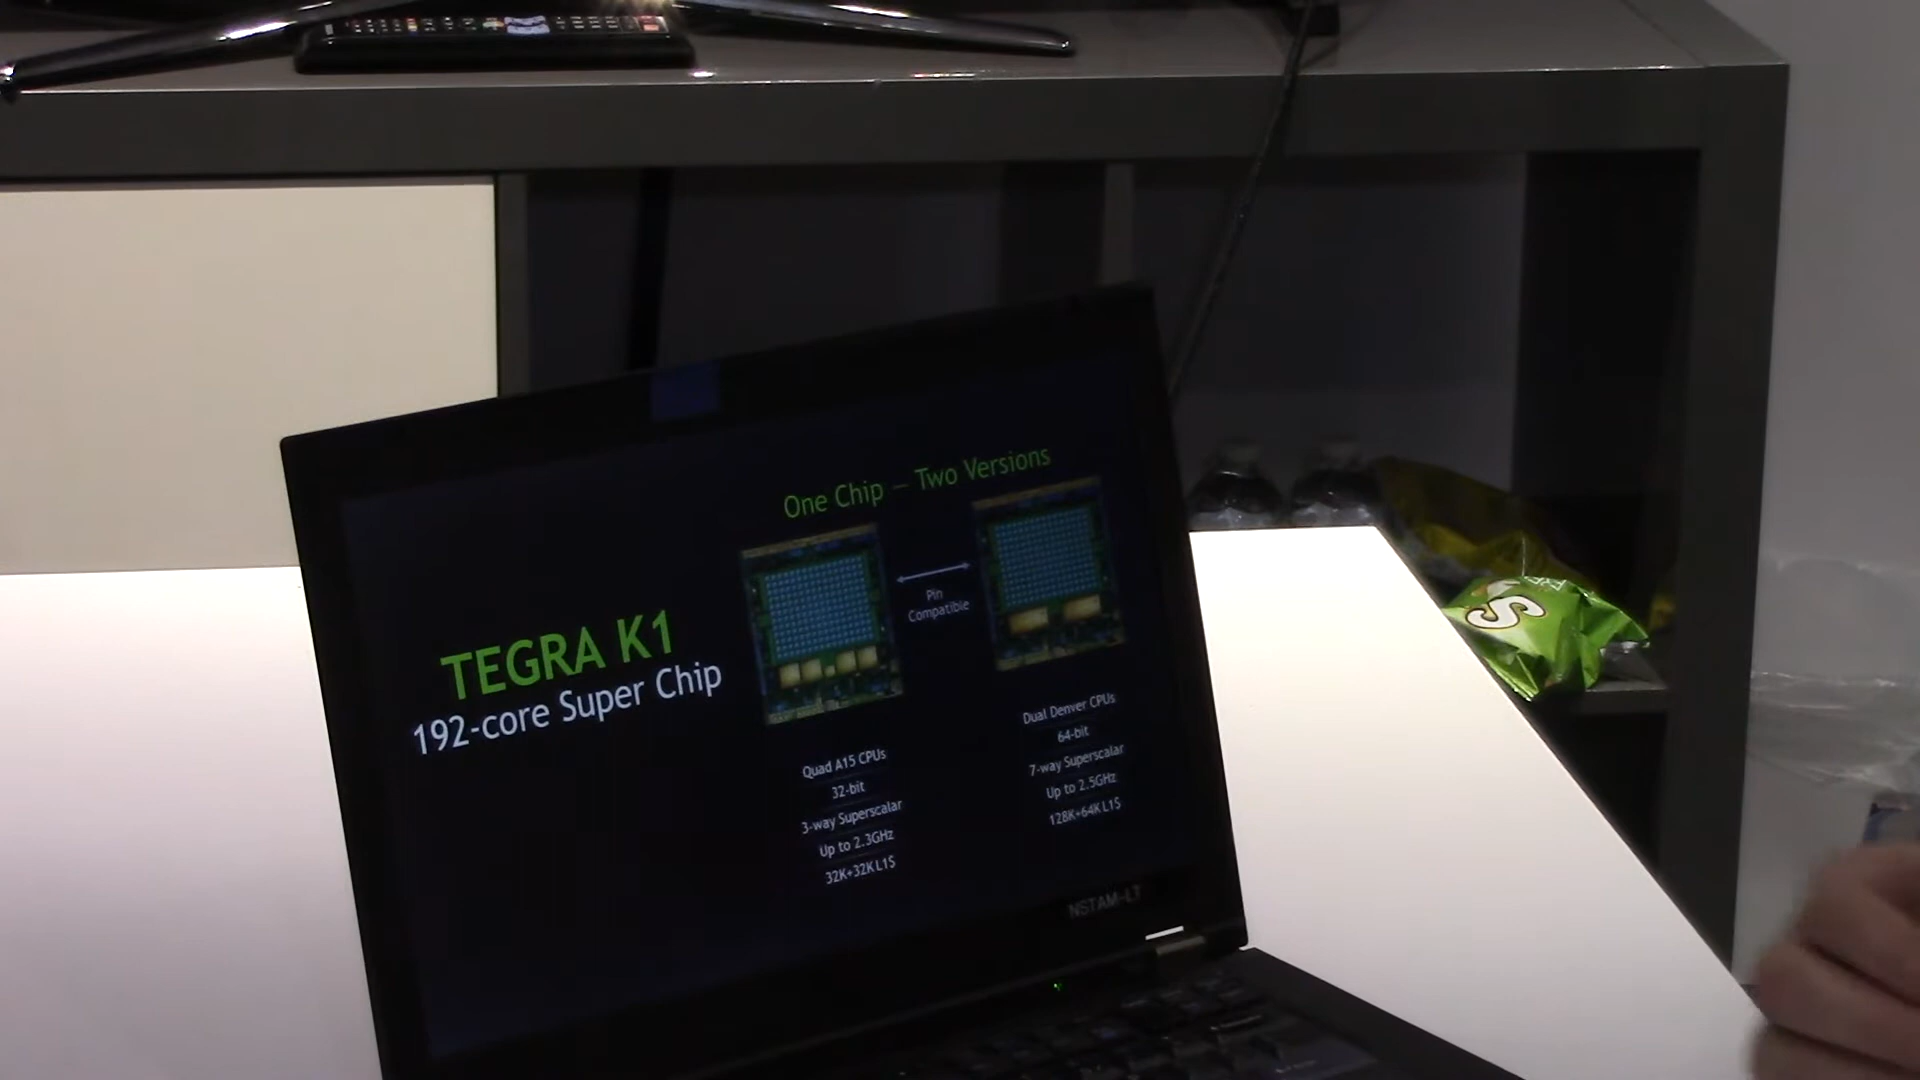 One Chip – Two Versions
TEGRA K1
192-core Super Chip
Pin
Compatible
Quad A15 CPUs
32-bit
3-way Superscalar
Up to 2.3GHz
32K+32K L1$
Dual Denver CPUs
64-bit
7-way Superscalar
Up to 2.5GHz
128K+64K L1$
NSTAM-LT
S